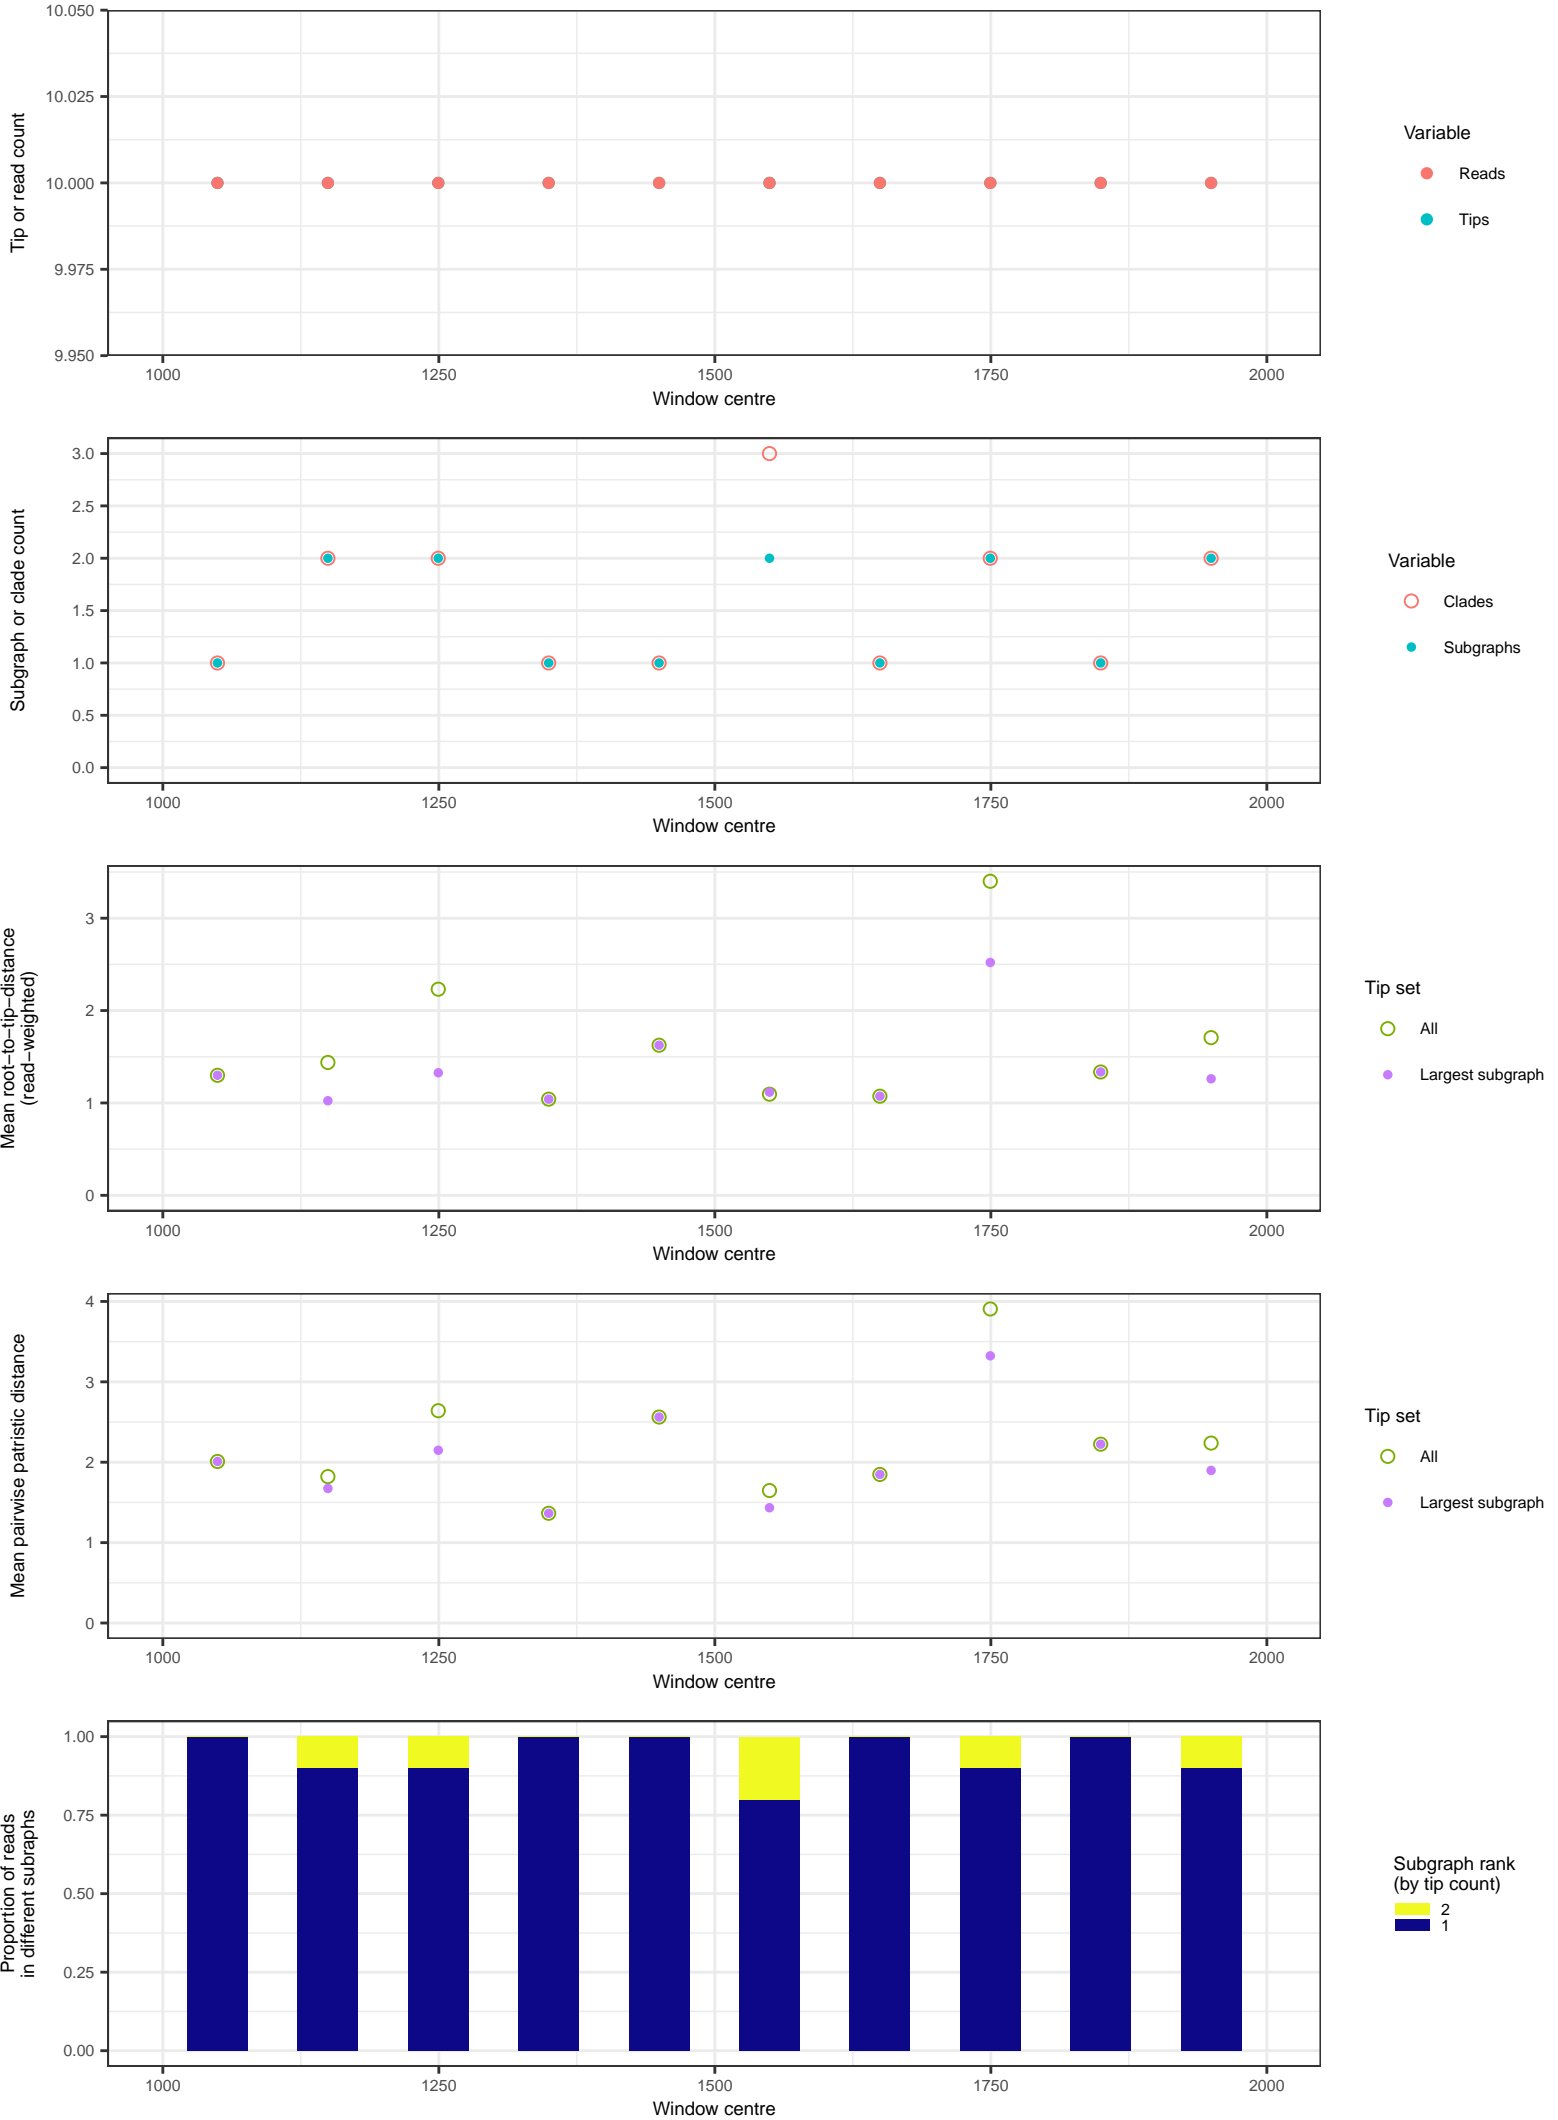 10.050
10.025
10.000
9.975
9.950
Tip or read count
1000 1250 1500 1750 2000
Window centre
Variable
Reads
Tips
3.0
2.5
2.0
1.5
1.0
0.5
0.0
Subgraph or clade count
1000 1250 1500 1750 2000
Window centre
Variable
Clades
Subgraphs
3
2
1
0
Mean root−to−tip−distance
(read−weighted)
1000 1250 1500 1750 2000
Window centre
Tip set
All
Largest subgraph
4
3
2
1
0
Mean pairwise patristic distance
1000 1250 1500 1750 2000
Window centre
Tip set
All
Largest subgraph
1.00
0.75
0.50
0.25
0.00
Proportion of reads
in different subraphs
1000 1250 1500 1750 2000
Window centre
Subgraph rank
(by tip count)
2
1